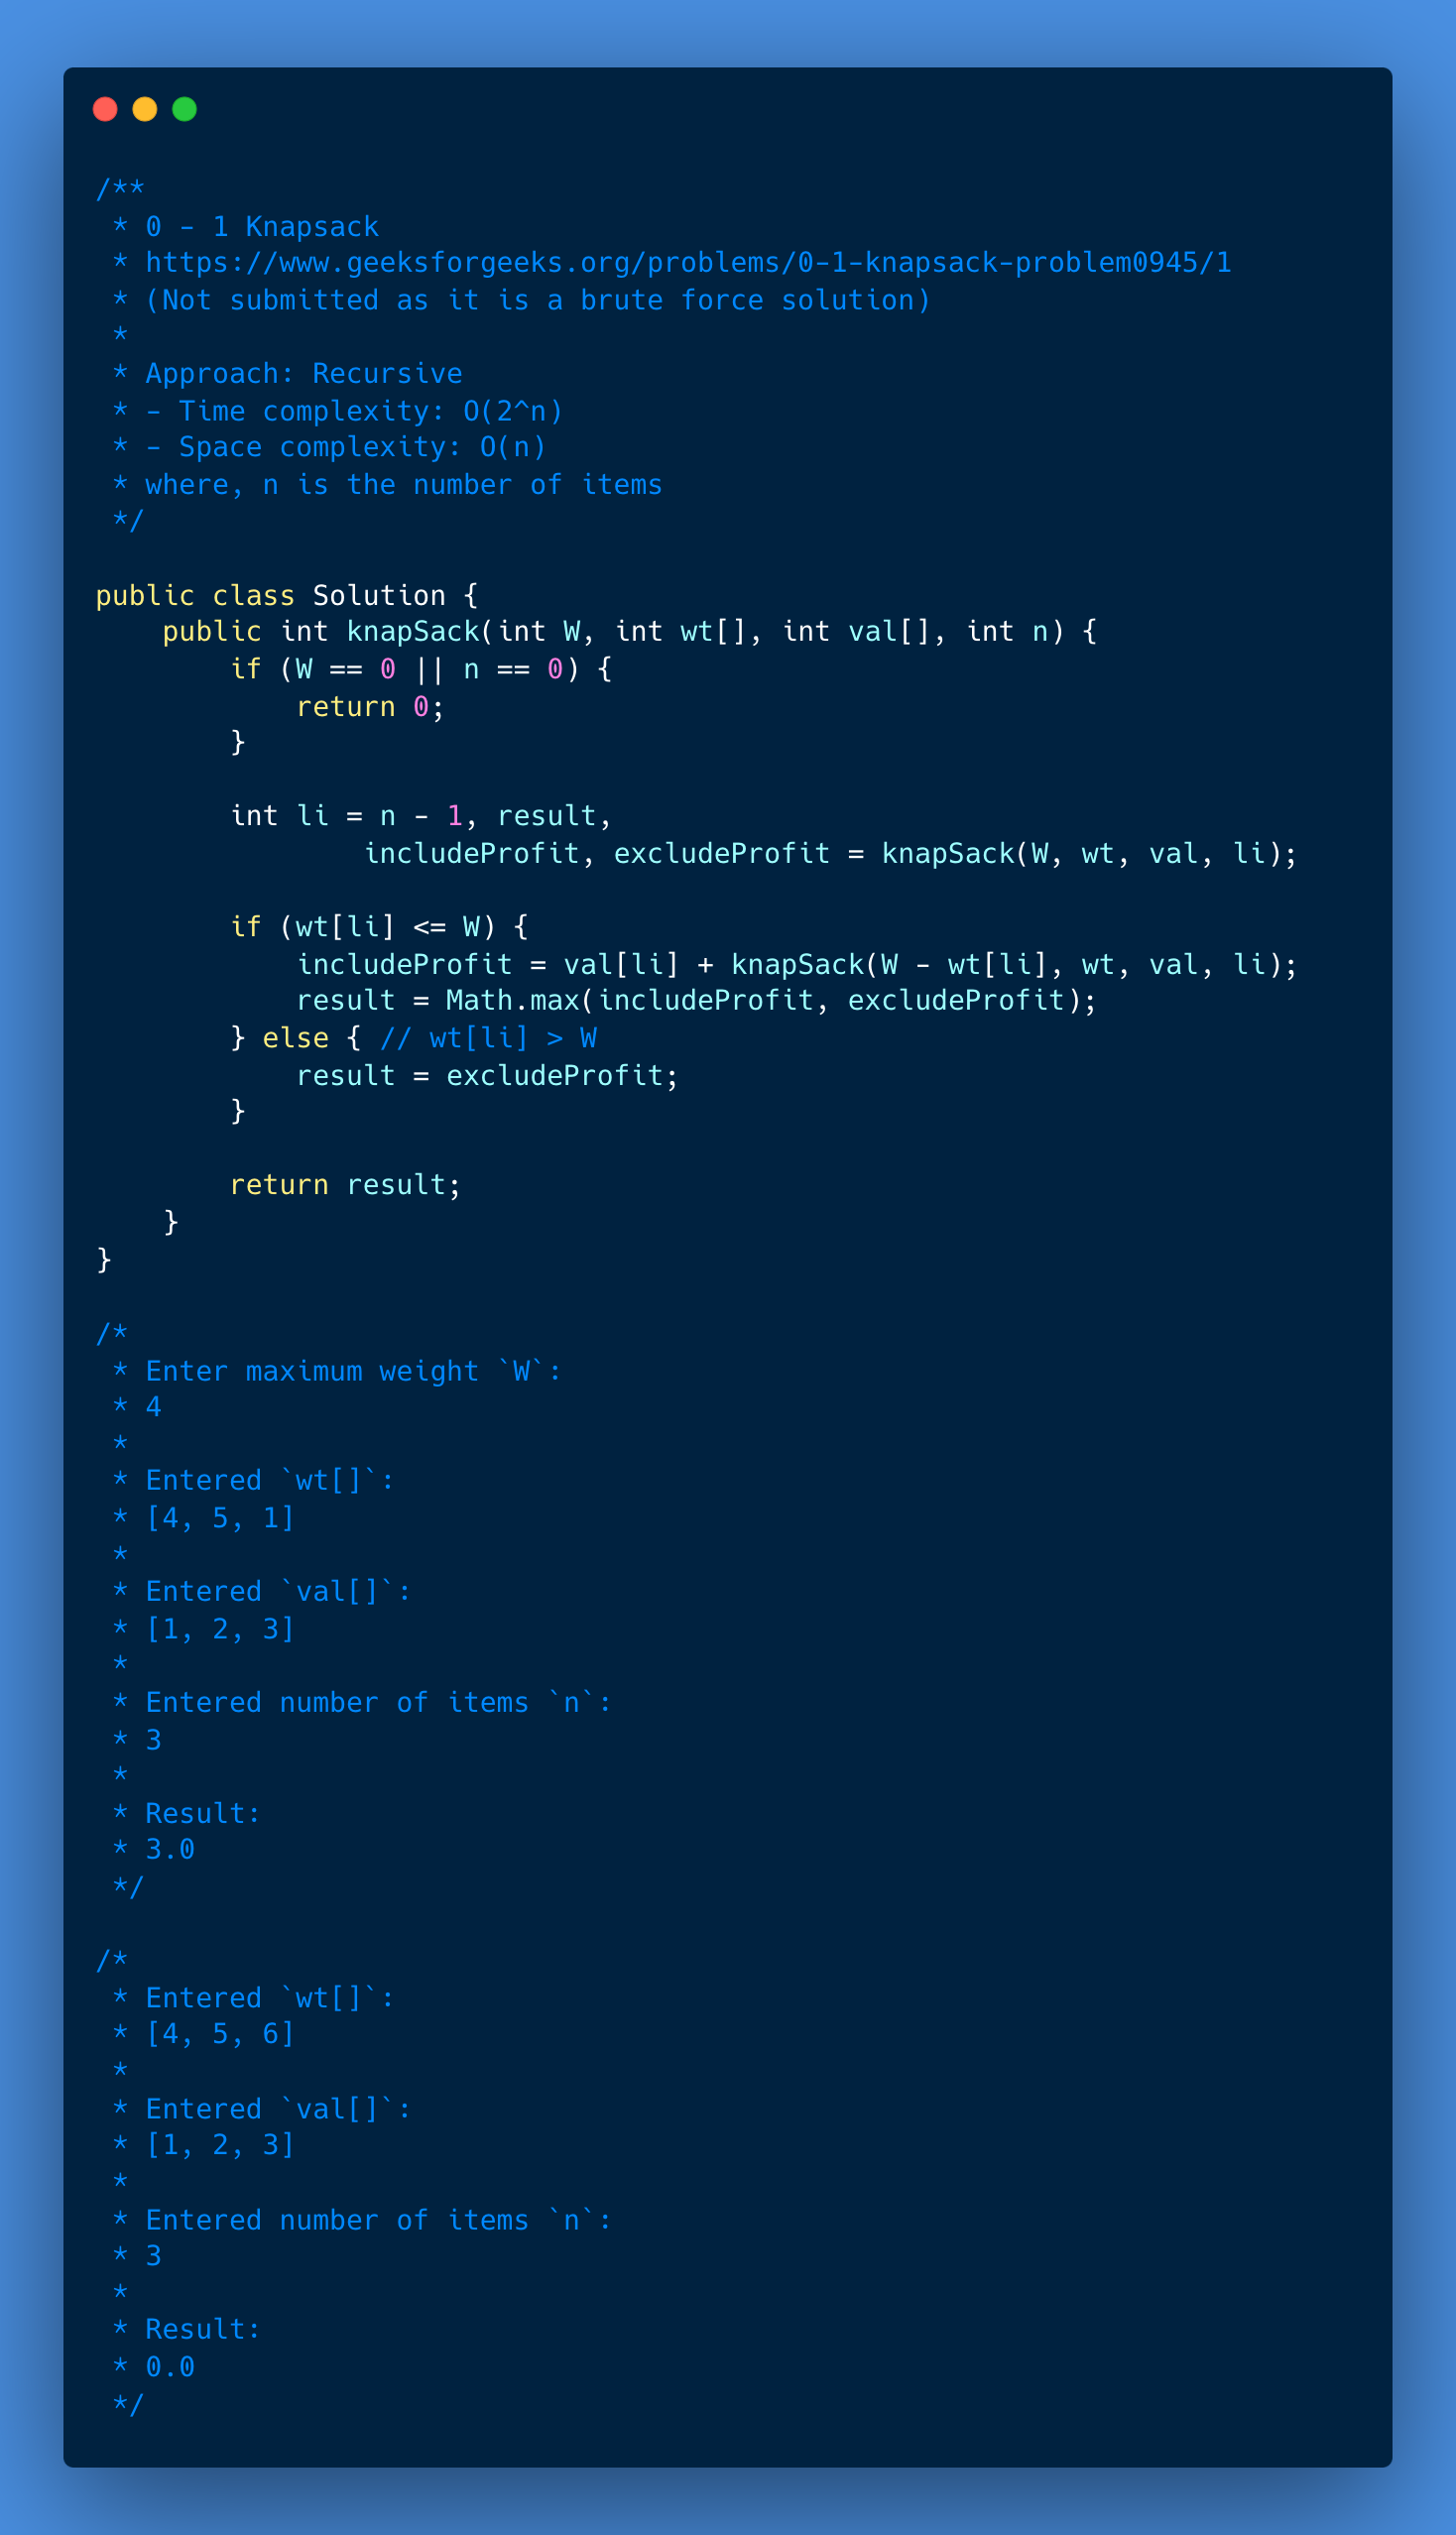 /**
 * 0 - 1 Knapsack
 * https://www.geeksforgeeks.org/problems/0-1-knapsack-problem0945/1
 * (Not submitted as it is a brute force solution)
 *
 * Approach: Recursive
 * - Time complexity: O(2^n)
 * - Space complexity: O(n)
 * where, n is the number of items
 */

public class Solution {
    public int knapSack(int W, int wt[], int val[], int n) {
        if (W == 0 || n == 0) {
            return 0;
        }

        int li = n - 1, result,
                includeProfit, excludeProfit = knapSack(W, wt, val, li);

        if (wt[li] <= W) {
            includeProfit = val[li] + knapSack(W - wt[li], wt, val, li);
            result = Math.max(includeProfit, excludeProfit);
        } else { // wt[li] > W
            result = excludeProfit;
        }

        return result;
    }
}

/*
 * Enter maximum weight `W`:
 * 4
 *
 * Entered `wt[]`:
 * [4, 5, 1]
 *
 * Entered `val[]`:
 * [1, 2, 3]
 *
 * Entered number of items `n`:
 * 3
 *
 * Result:
 * 3.0
 */

/*
 * Entered `wt[]`:
 * [4, 5, 6]
 *
 * Entered `val[]`:
 * [1, 2, 3]
 *
 * Entered number of items `n`:
 * 3
 *
 * Result:
 * 0.0
 */